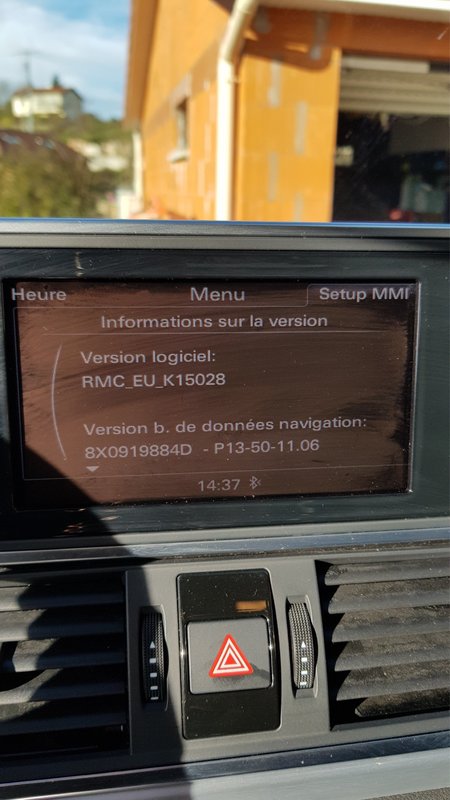 Heure Menu Setup MMI
Informations sur la version
Version logiciel:
RMC_EU_K15028
Version b. de données navigation:
8X0919884D - P13-50-11.06
14:37